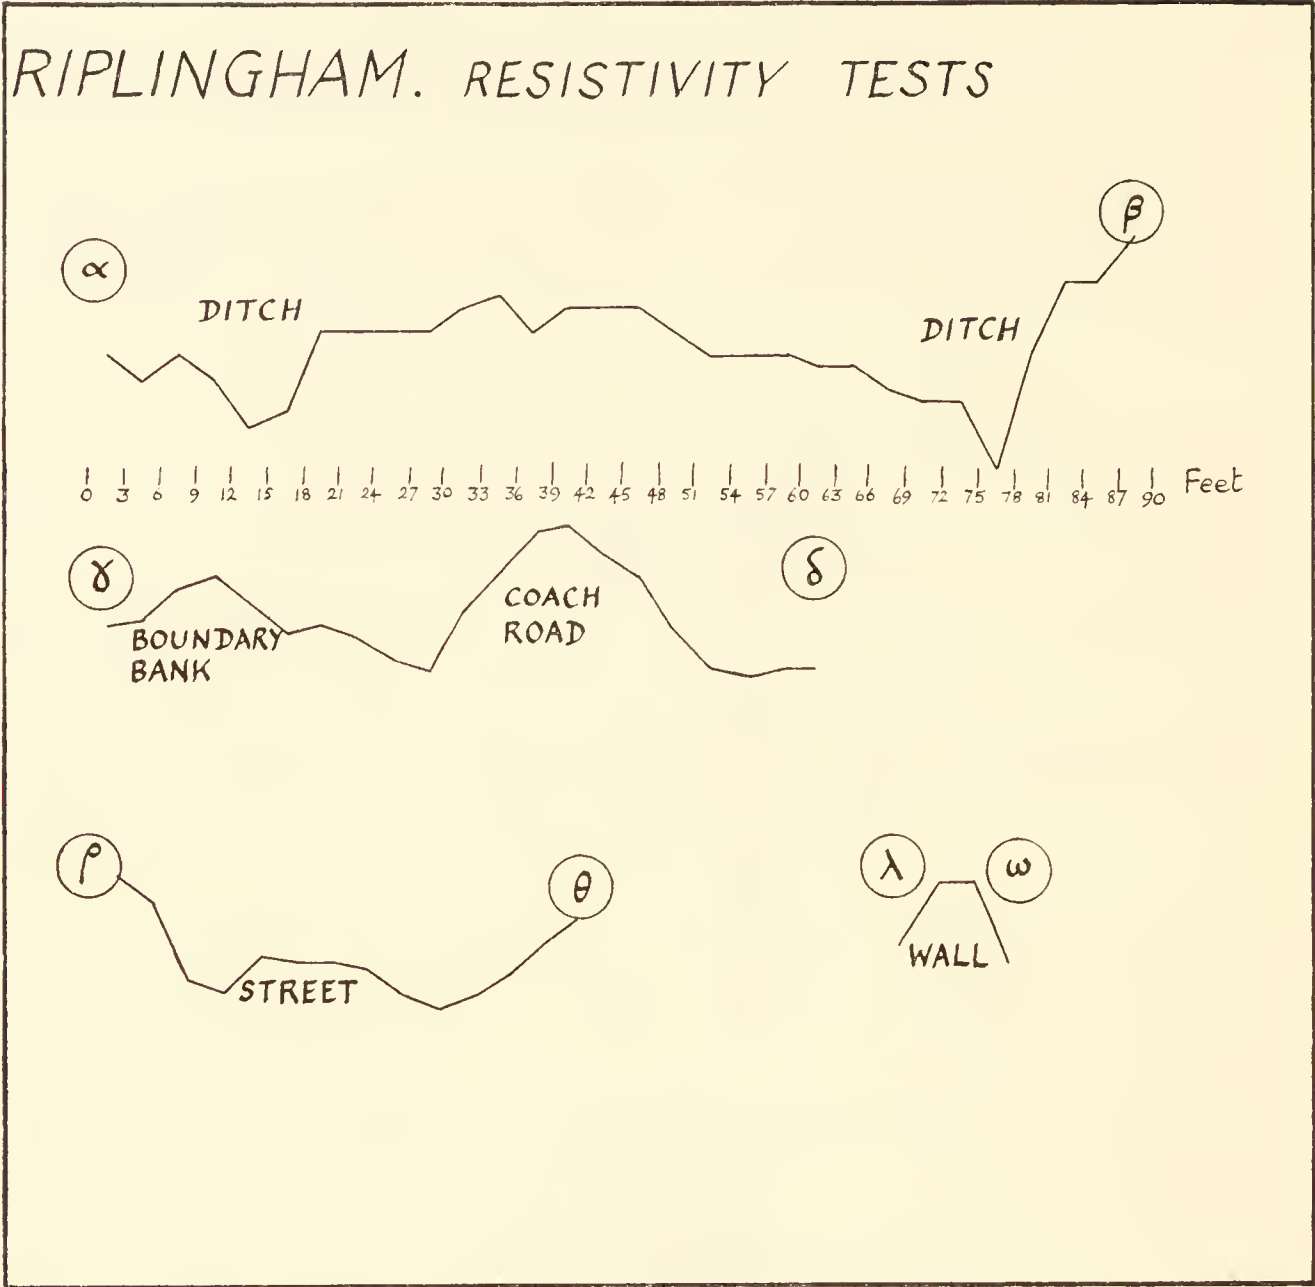 RIPLINGHAM. RESISTIVITY TESTS
β
α
DITCH
DITCH
0 3 6 9 12 15 18 21 24 27 30 33 36 39 42 45 48 51 54 57 60 63 66 69 72 75 78 81 84 87 90 Feet
γ
δ
COACH
ROAD
BOUNDARY
BANK
ρ
θ
λ
ω
WALL
STREET